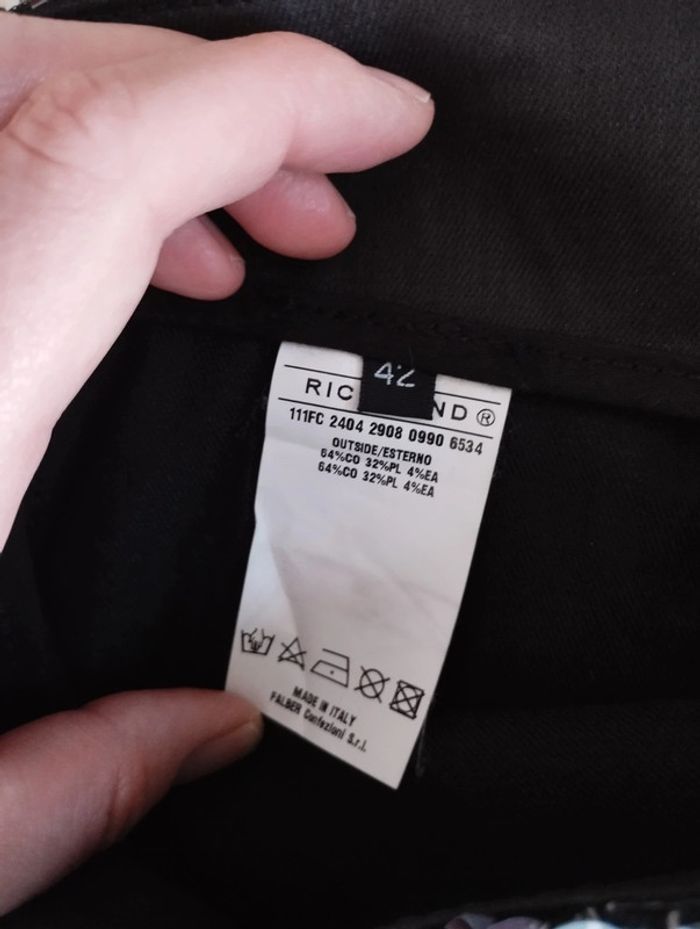 42
RIC ND ®
111FC 2404 2908 0990 6534
OUTSIDE/ESTERNO
64%CO 32%PL 4%EA
64%CO 32%PL 4%EA
MADE IN ITALY
FALBER Confezioni S.r.l.